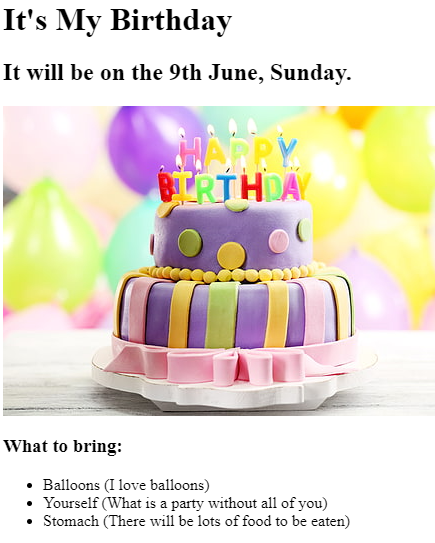 It's My Birthday
It will be on the 9th June, Sunday.
HAPPY
BIRTHDAY
What to bring:
Balloons (I love balloons)
Yourself (What is a party without all of you)
Stomach (There will be lots of food to be eaten)